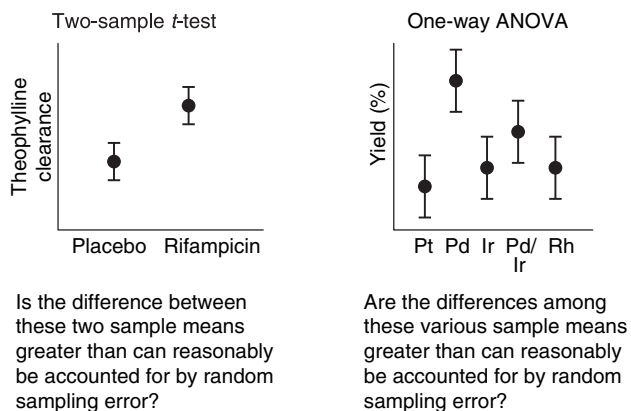 Two-sample t-test
Theophylline
clearance
Placebo Rifampicin
Is the difference between
these two sample means
greater than can reasonably
be accounted for by random
sampling error?
One-way ANOVA
Yield (%)
Pt Pd Ir Pd/ Rh
Ir
Are the differences among
these various sample means
greater than can reasonably
be accounted for by random
sampling error?